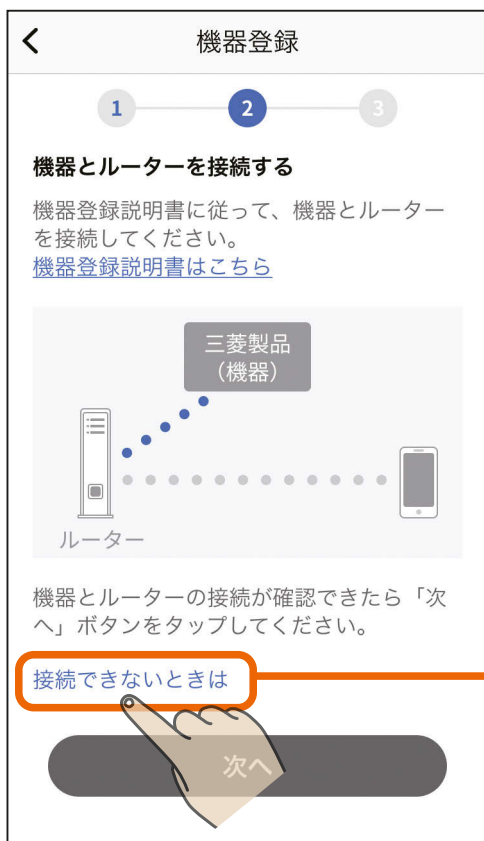 機器登録
1 2 3
機器とルーターを接続する
機器登録説明書に従って、機器とルーター
を接続してください。
機器登録説明書はこちら
三菱製品
（機器）
ルーター
機器とルーターの接続が確認できたら「次
へ」ボタンをタップしてください。
接続できないときは
次へ